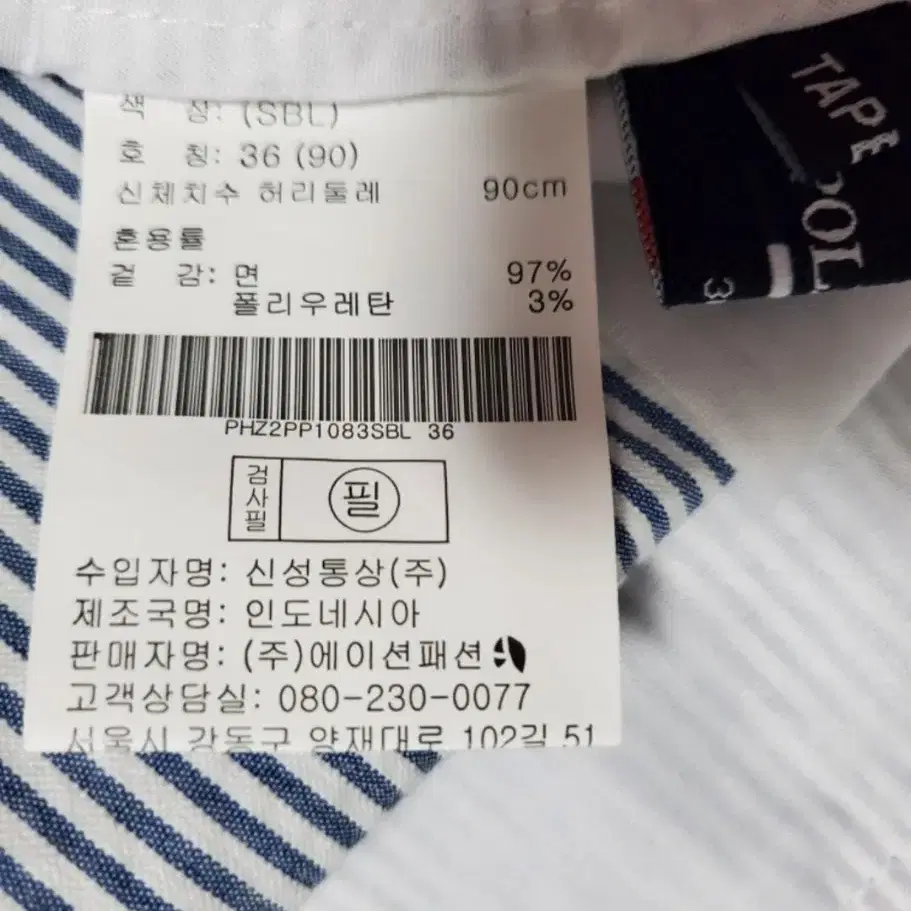 색 상: (SBL)
호 칭: 36 (90)
신체치수 허리둘레 90cm
혼용률
겉 감: 면 97%
폴리우레탄 3%
PHZ2PP1083SBL 36
검사필 필
수입자명: 신성통상(주)
제조국명: 인도네시아
판매자명: (주)에이션패션
고객상담실: 080-230-0077
서울시 강동구 양재대로 102길 51
TAPE
POL